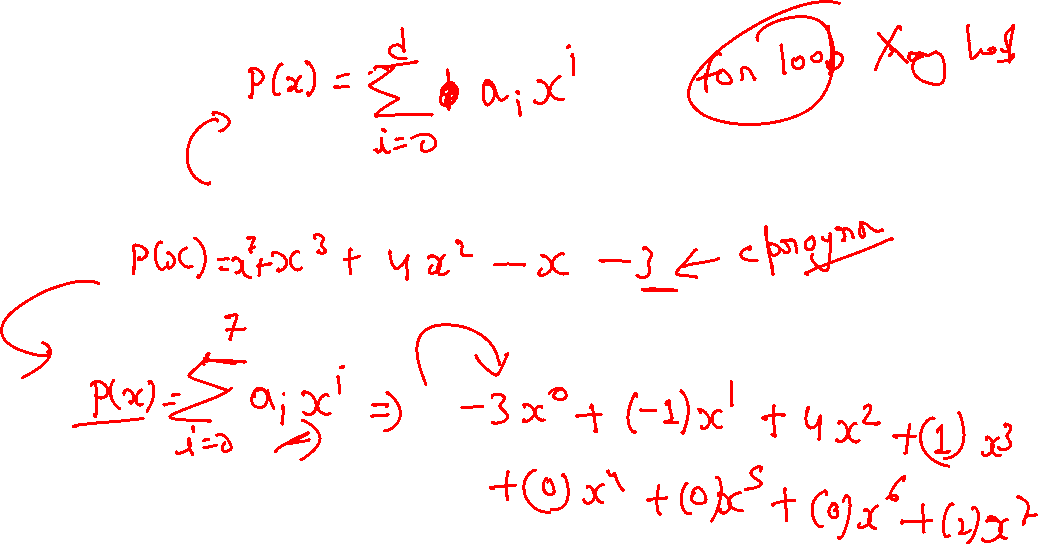 P(x) = Σ_{i=0}^{d} a_i x^i
for loop
P(x) = x^7 + x^3 + 4x^2 - x - 3 ←
P(x) = Σ_{i=0}^{7} a_i x^i ⇒ -3x^0 + (-1)x^1 + 4x^2 + (1)x^3
+ (0)x^4 + (0)x^5 + (0)x^6 + (2)x^7